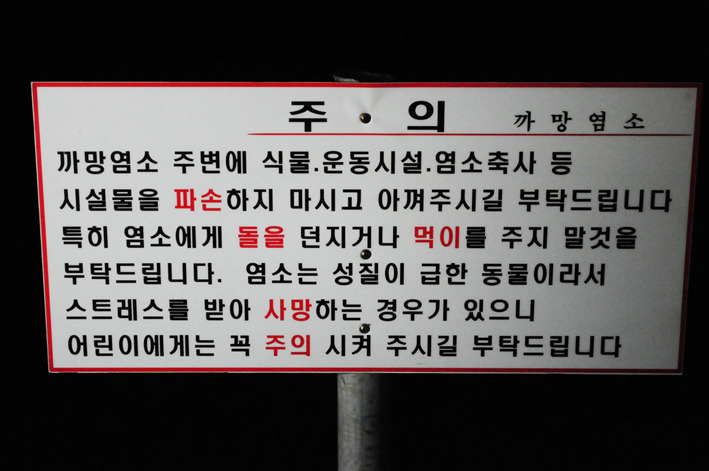 주 의 까망염소
까망염소 주변에 식물.운동시설.염소축사 등
시설물을 파손하지 마시고 아껴주시길 부탁드립니다
특히 염소에게 돌을 던지거나 먹이를 주지 말것을
부탁드립니다. 염소는 성질이 급한 동물이라서
스트레스를 받아 사망하는 경우가 있으니
어린이에게는 꼭 주의 시켜 주시길 부탁드립니다